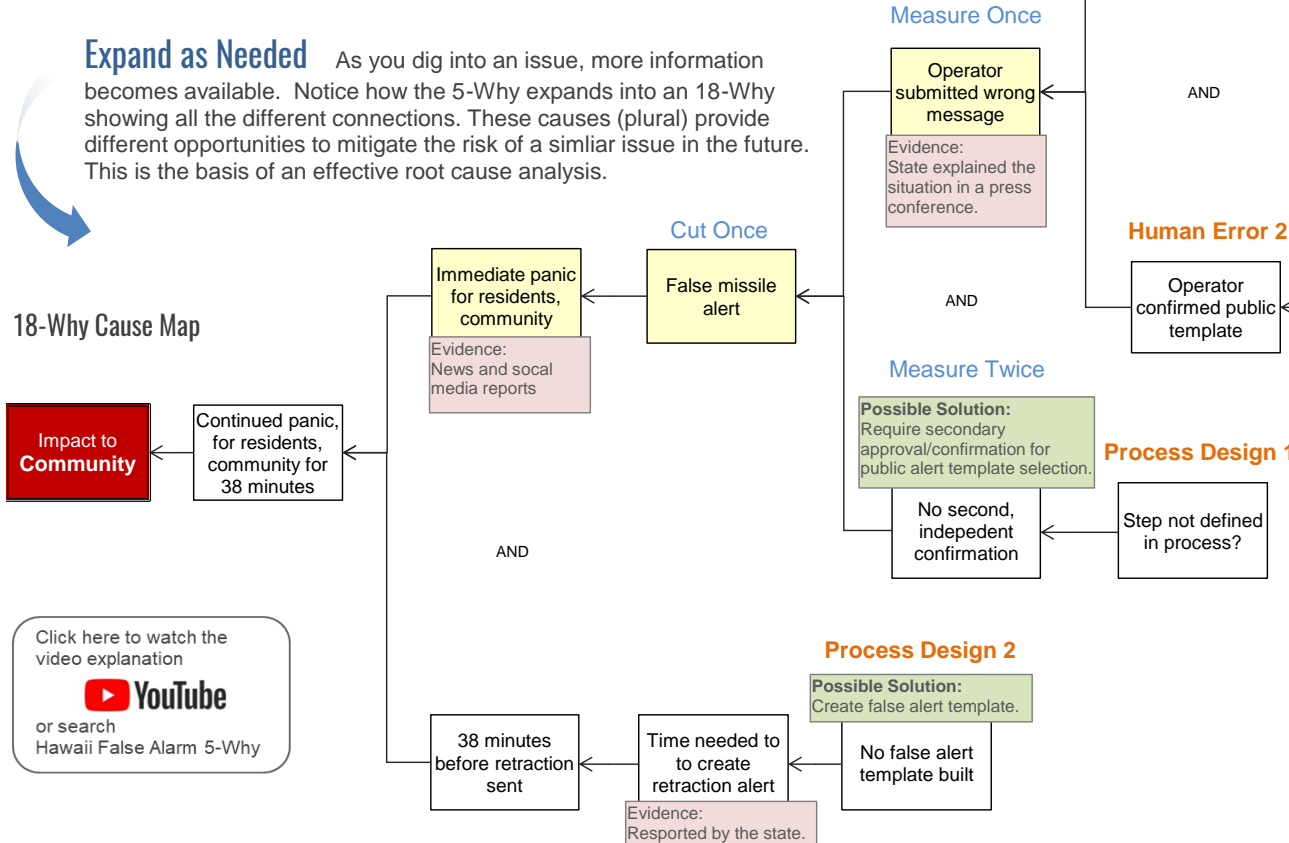 Measure Once
Expand as Needed As you dig into an issue, more information
becomes available. Notice how the 5-Why expands into an 18-Why
showing all the different connections. These causes (plural) provide
different opportunities to mitigate the risk of a simliar issue in the future.
This is the basis of an effective root cause analysis.
Operator
submitted wrong
message
AND
Evidence:
State explained the
situation in a press
conference.
Cut Once
Human Error 2
Immediate panic
for residents,
community
False missile
alert
AND
Operator
confirmed public
template
18-Why Cause Map
Evidence:
News and socal
media reports
Measure Twice
Impact to
Community
Continued panic,
for residents,
community for
38 minutes
Possible Solution:
Require secondary
approval/confirmation for
public alert template selection.
Process Design 1
No second,
indepedent
confirmation
Step not defined
in process?
AND
Click here to watch the
video explanation
YouTube
or search
Hawaii False Alarm 5-Why
Process Design 2
Possible Solution:
Create false alert template.
38 minutes
before retraction
sent
Time needed to
to create
retraction alert
No false alert
template built
Evidence:
Resported by the state.